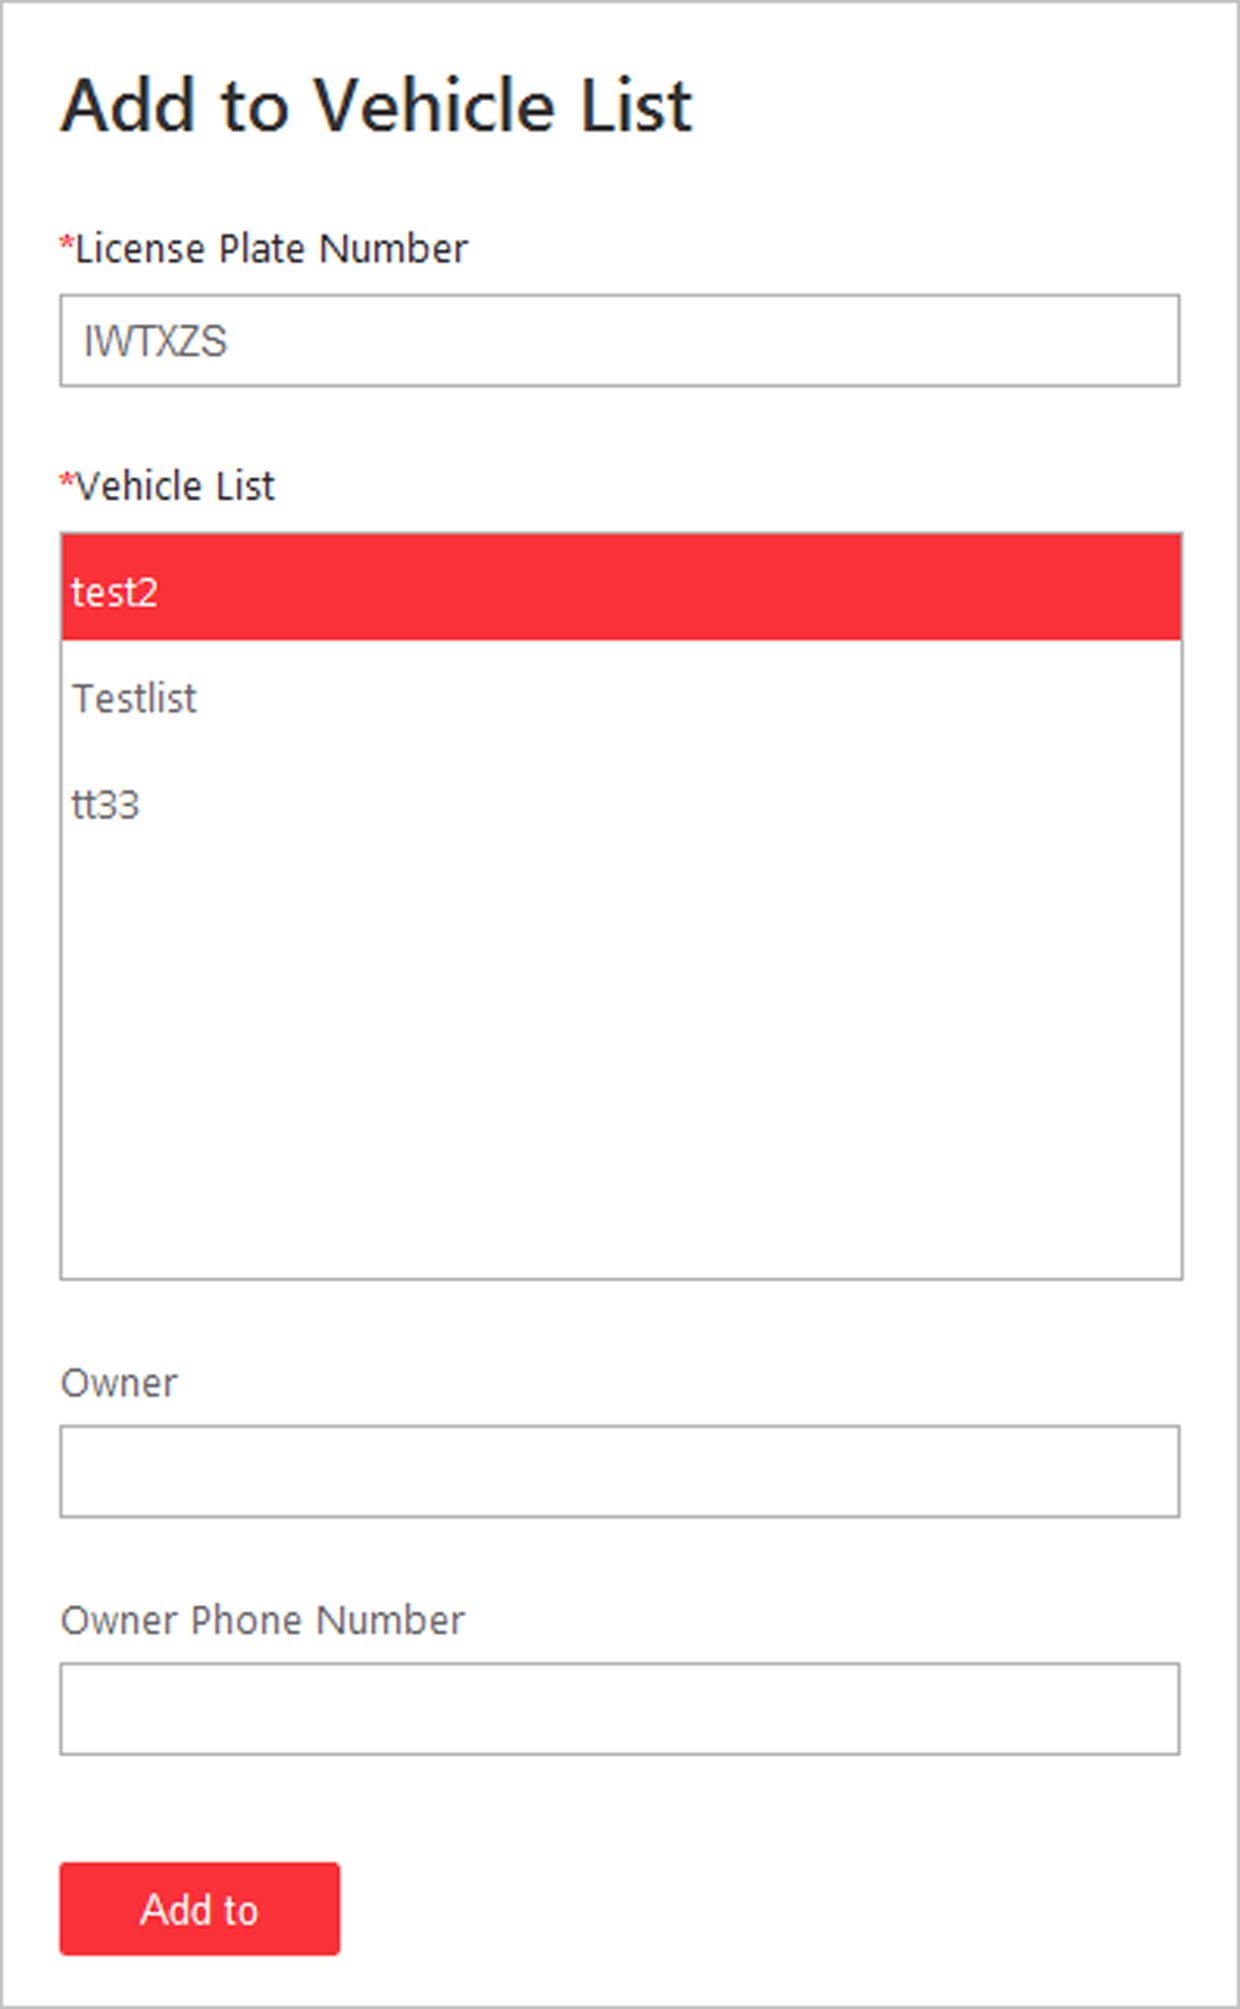 Add to Vehicle List
*License Plate Number
IWTXZS
*Vehicle List
test2
Testlist
tt33
Owner
Owner Phone Number
Add to